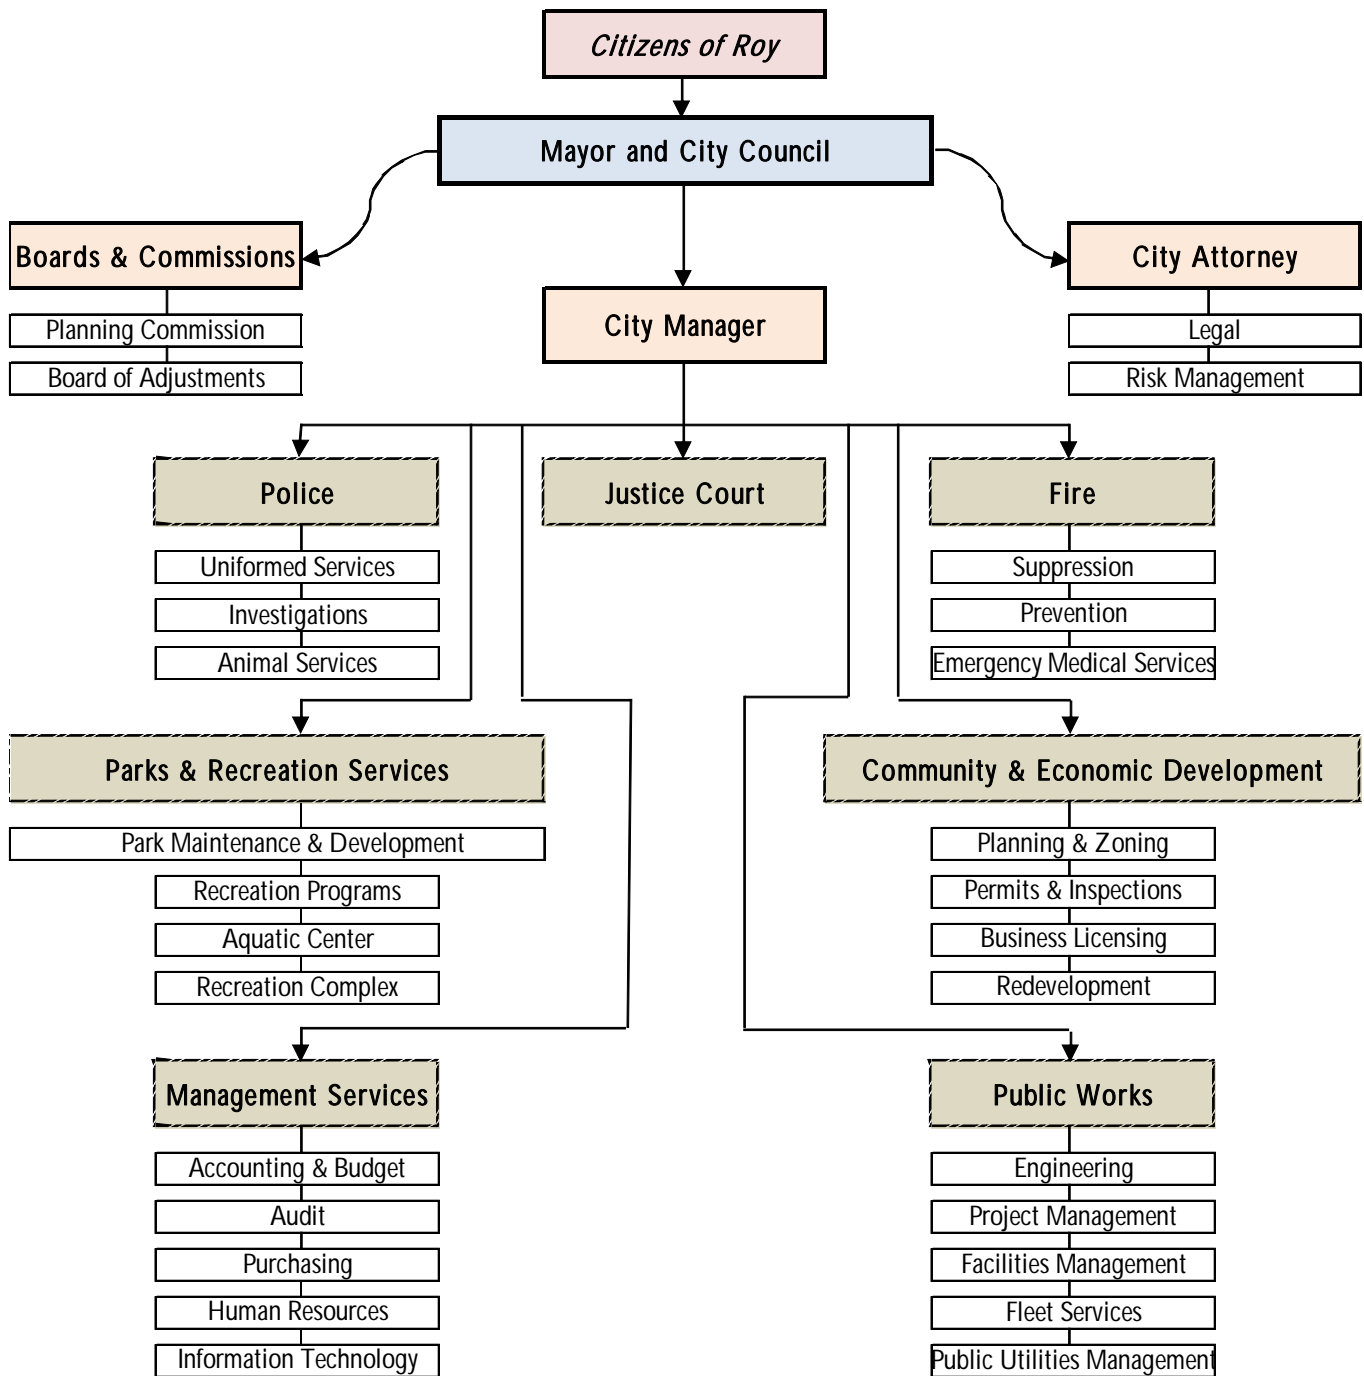 Citizens of Roy
Mayor and City Council
Boards & Commissions
Planning Commission
Board of Adjustments
City Manager
City Attorney
Legal
Risk Management
Police
Uniformed Services
Investigations
Animal Services
Justice Court
Fire
Suppression
Prevention
Emergency Medical Services
Parks & Recreation Services
Park Maintenance & Development
Recreation Programs
Aquatic Center
Recreation Complex
Community & Economic Development
Planning & Zoning
Permits & Inspections
Business Licensing
Redevelopment
Management Services
Accounting & Budget
Audit
Purchasing
Human Resources
Information Technology
Public Works
Engineering
Project Management
Facilities Management
Fleet Services
Public Utilities Management